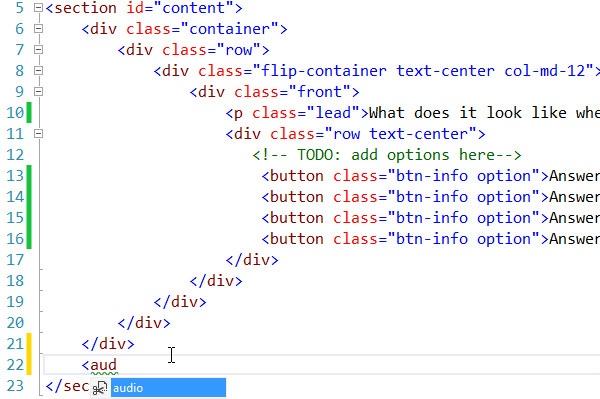 5 <section id="content">
6 <div class="container">
7 <div class="row">
8 <div class="flip-container text-center col-md-12">
9 <div class="front">
10 <p class="lead">What does it look like
11 <div class="row text-center">
12 <!-- TODO: add options here-->
13 <button class="btn-info option">Answer
14 <button class="btn-info option">Answer
15 <button class="btn-info option">Answer
16 <button class="btn-info option">Answer
17 </div>
18 </div>
19 </div>
20 </div>
21 </div>
22 <aud
23 </sec
audio